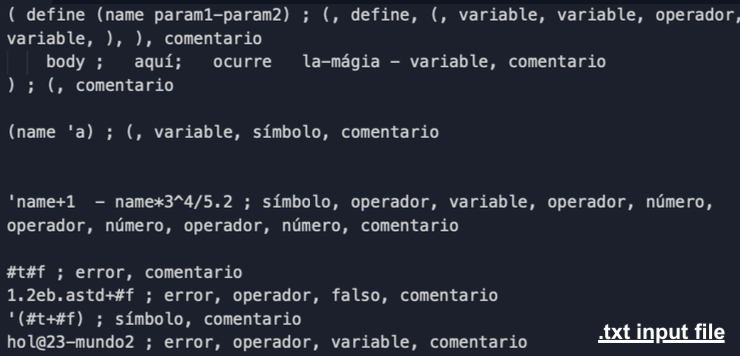 ( define (name param1-param2) ; (, define, (, variable, variable, operador,
variable, ), ), comentario
body ; aquí; ocurre la-mágia - variable, comentario
) ; (, comentario
(name 'a) ; (, variable, símbolo, comentario
'name+1 - name*3^4/5.2 ; símbolo, operador, variable, operador, número,
operador, número, operador, número, comentario
#t#f ; error, comentario
1.2eb.astd+#f ; error, operador, falso, comentario
'(#t+#f) ; símbolo, comentario
hol@23-mundo2 ; error, operador, variable, comentario
.txt input file